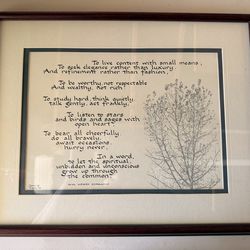 To live content with small means,
To seek elegance rather than luxury
And refinement rather than fashion,
To be worthy, not respectable
And wealthy, Not rich!
To study hard, think quietly,
talk gently, act frankly,
To listen to stars
and birds and sages with
open heart!
To bear all cheerfully,
do all bravely,
await occasions,
hurry never.
In a word,
to let the spiritual,
unbidden and unconscious
grow up through
the common!